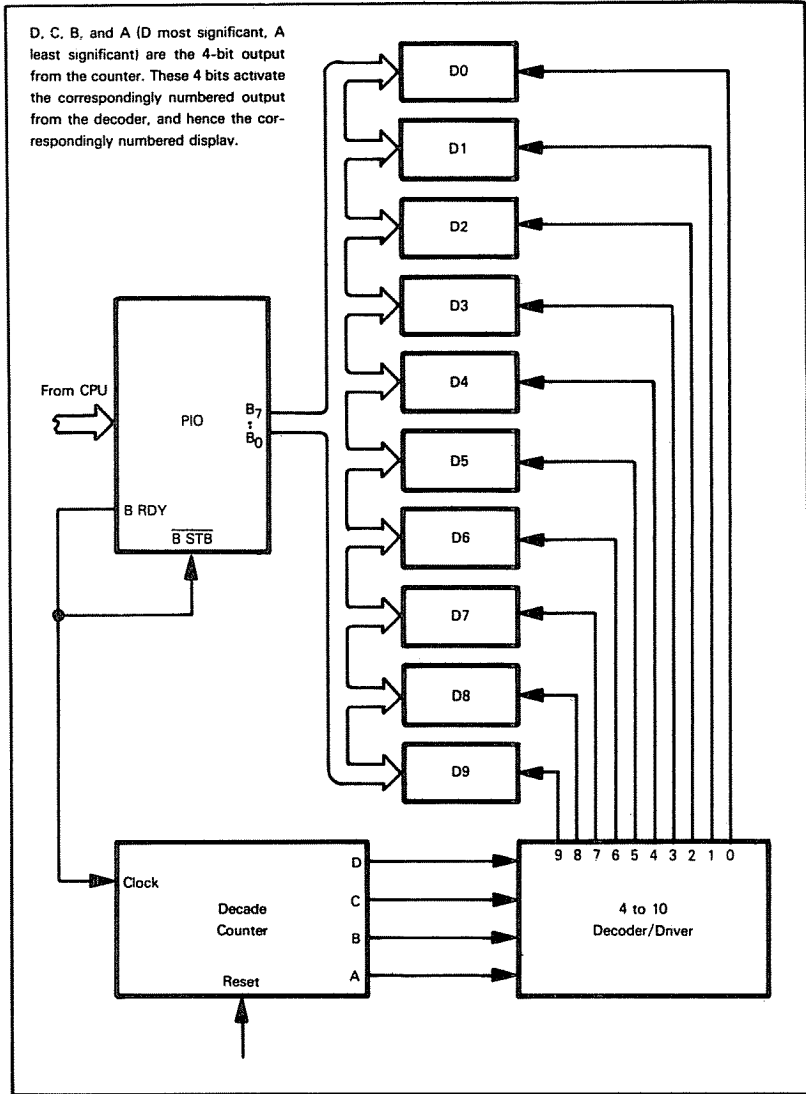 D, C, B, and A (D most significant, A
least significant) are the 4-bit output
from the counter. These 4 bits activate
the correspondingly numbered output
from the decoder, and hence the cor-
respondingly numbered display.
D0
D1
D2
D3
D4
D5
D6
D7
D8
D9
From CPU
PIO
B7
:
B0
B RDY
B STB
9 8 7 6 5 4 3 2 1 0
Clock
Decade
Counter
Reset
D
C
B
A
4 to 10
Decoder/Driver